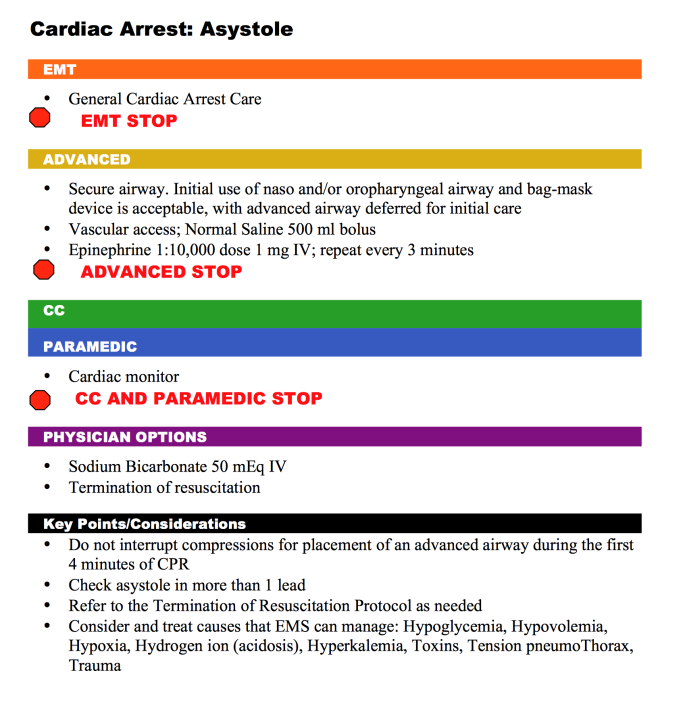 Cardiac Arrest: Asystole
EMT
• General Cardiac Arrest Care
EMT STOP
ADVANCED
• Secure airway. Initial use of naso and/or oropharyngeal airway and bag-mask
device is acceptable, with advanced airway deferred for initial care
• Vascular access; Normal Saline 500 ml bolus
• Epinephrine 1:10,000 dose 1 mg IV; repeat every 3 minutes
ADVANCED STOP
CC
PARAMEDIC
• Cardiac monitor
CC AND PARAMEDIC STOP
PHYSICIAN OPTIONS
• Sodium Bicarbonate 50 mEq IV
• Termination of resuscitation
Key Points/Considerations
• Do not interrupt compressions for placement of an advanced airway during the first
4 minutes of CPR
• Check asystole in more than 1 lead
• Refer to the Termination of Resuscitation Protocol as needed
• Consider and treat causes that EMS can manage: Hypoglycemia, Hypovolemia,
Hypoxia, Hydrogen ion (acidosis), Hyperkalemia, Toxins, Tension pneumoThorax,
Trauma